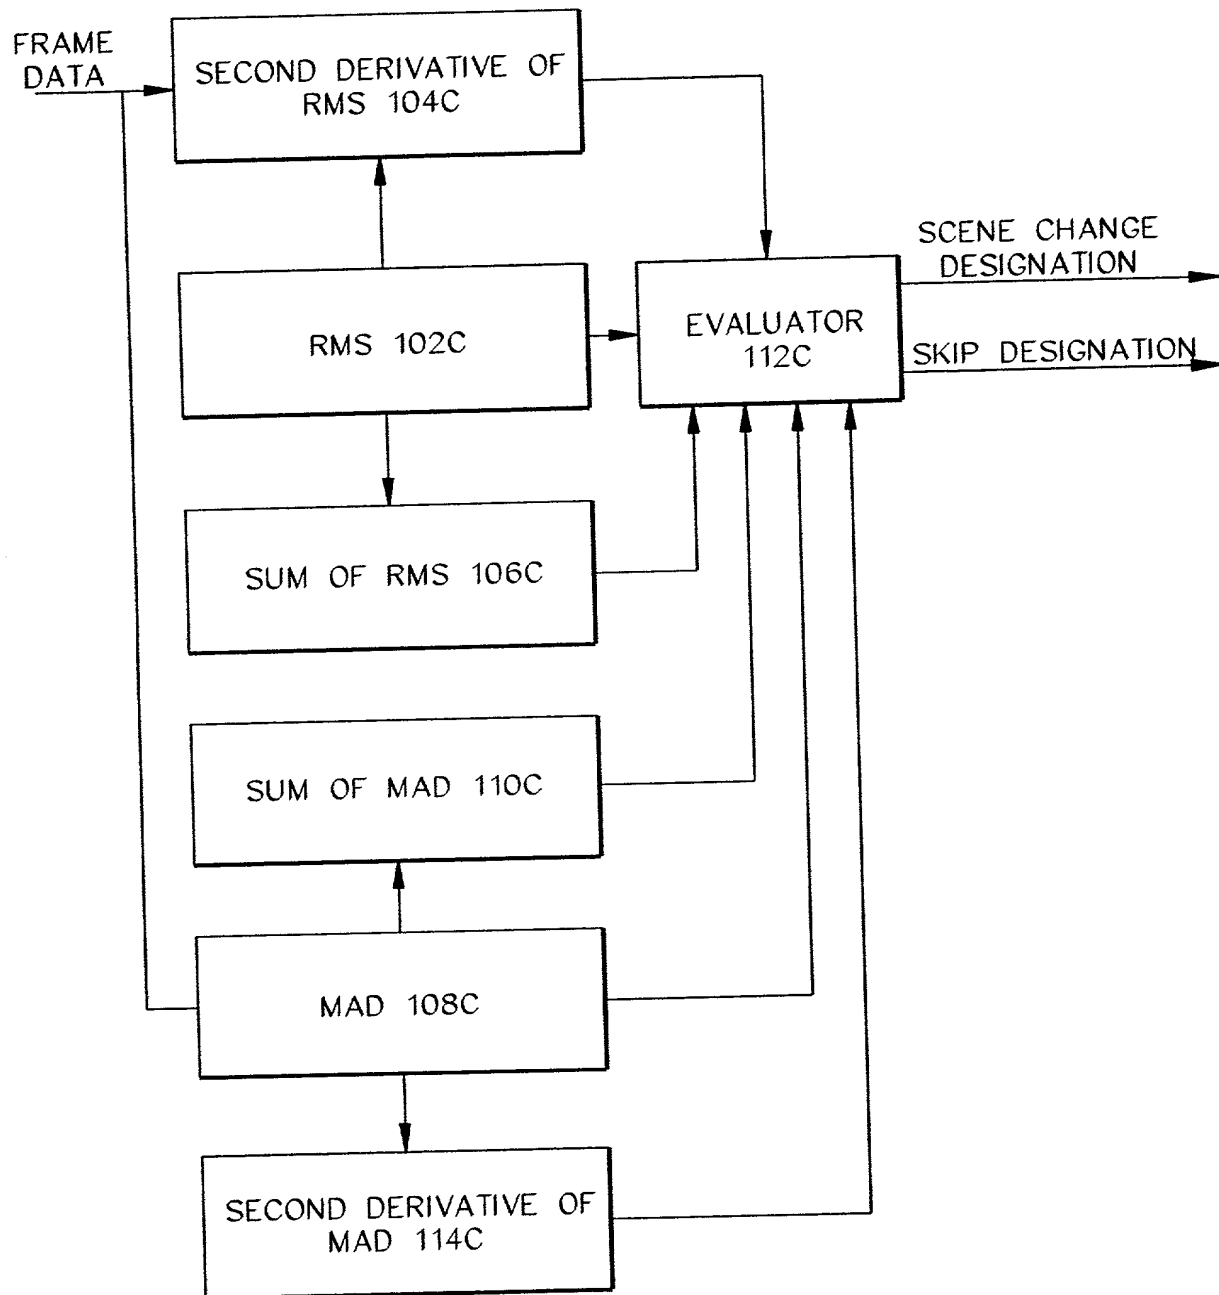 FRAME
DATA
SECOND DERIVATIVE OF
RMS 104C
RMS 102C
EVALUATOR
112C
SCENE CHANGE
DESIGNATION
SKIP DESIGNATION
SUM OF RMS 106C
SUM OF MAD 110C
MAD 108C
SECOND DERIVATIVE OF
MAD 114C